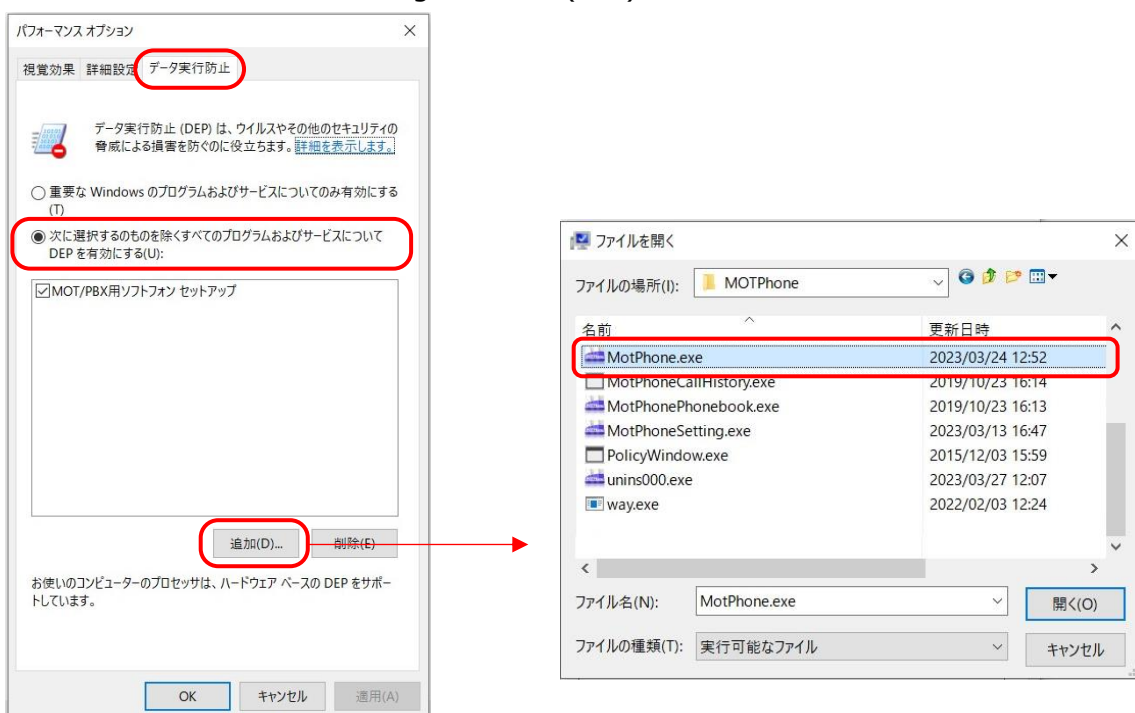 パフォーマンス オプション
視覚効果 詳細設定 データ実行防止
データ実行防止 (DEP) は、ウイルスやその他のセキュリティの
脅威による損害を防ぐのに役立ちます。詳細を表示します。
重要な Windows のプログラムおよびサービスについてのみ有効にする
(T)
次に選択するのものを除くすべてのプログラムおよびサービスについて
DEP を有効にする(U):
MOT/PBX用ソフトフォン セットアップ
追加(D)... 削除(E)
お使いのコンピューターのプロセッサは、ハードウェア ベースの DEP をサポー
トしています。
OK キャンセル 適用(A)
ファイルを開く
ファイルの場所(I): MOTPhone
名前 更新日時
MotPhone.exe 2023/03/24 12:52
MotPhoneCallHistory.exe 2019/10/23 16:14
MotPhonePhonebook.exe 2019/10/23 16:13
MotPhoneSetting.exe 2023/03/13 16:47
PolicyWindow.exe 2015/12/03 15:59
unins000.exe 2023/03/27 12:07
way.exe 2022/02/03 12:24
ファイル名(N): MotPhone.exe 開く(O)
ファイルの種類(T): 実行可能なファイル キャンセル